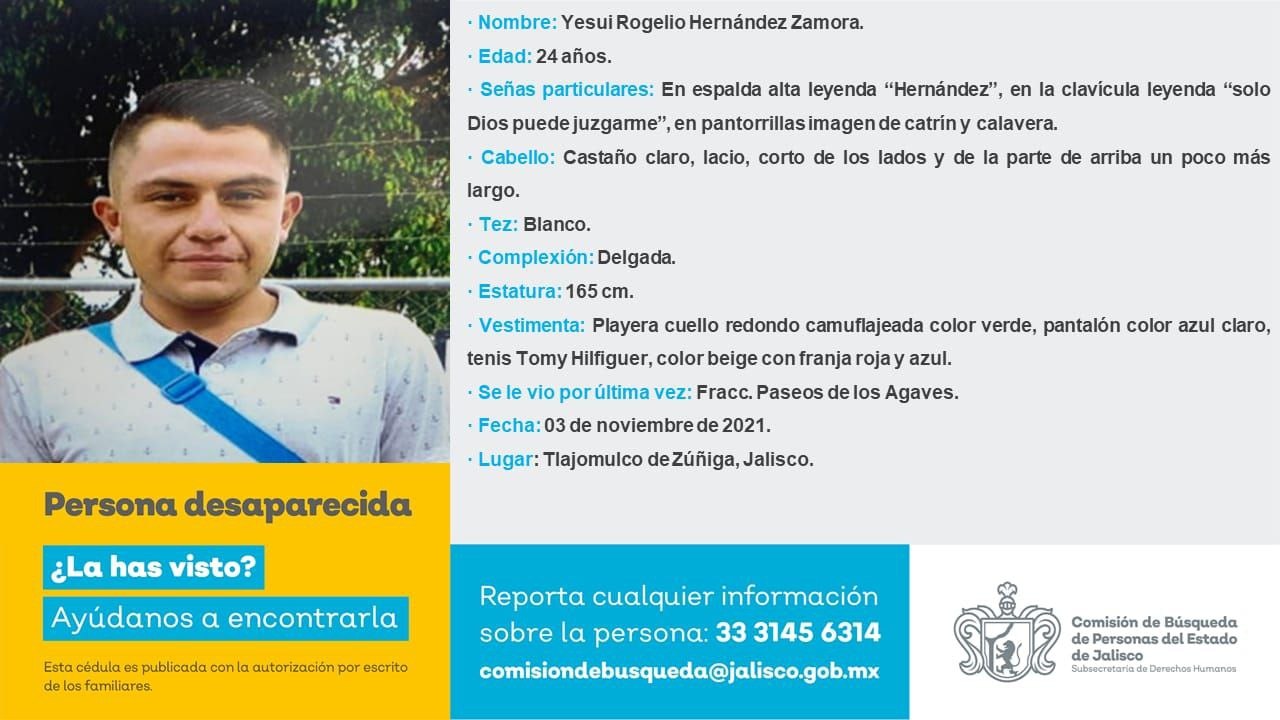 · Nombre: Yesui Rogelio Hernández Zamora.
· Edad: 24 años.
· Señas particulares: En espalda alta leyenda “Hernández”, en la clavícula leyenda “solo
Dios puede juzgarme”, en pantorrillas imagen de catrín y calavera.
· Cabello: Castaño claro, lacio, corto de los lados y de la parte de arriba un poco más
largo.
· Tez: Blanco.
· Complexión: Delgada.
· Estatura: 165 cm.
· Vestimenta: Playera cuello redondo camuflajeada color verde, pantalón color azul claro,
tenis Tomy Hilfiguer, color beige con franja roja y azul.
· Se le vio por última vez: Fracc. Paseos de los Agaves.
· Fecha: 03 de noviembre de 2021.
· Lugar: Tlajomulco de Zúñiga, Jalisco.
Persona desaparecida
¿La has visto?
Ayúdanos a encontrarla
Esta cédula es publicada con la autorización por escrito
de los familiares.
Reporta cualquier información
sobre la persona: 33 3145 6314
comisiondebusqueda@jalisco.gob.mx
Comisión de Búsqueda
de Personas del Estado
de Jalisco
Subsecretaría de Derechos Humanos